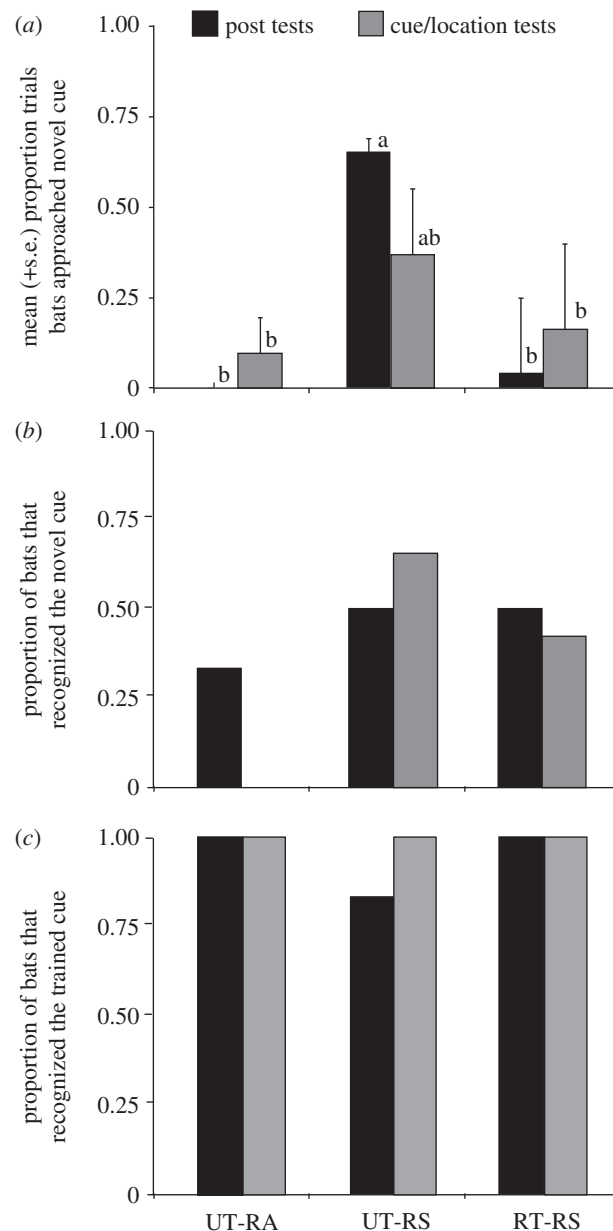 (a)
post tests
cue/location tests
mean (+s.e.) proportion trials
bats approached novel cue
1.00
0.75
0.50
0.25
0
b
b
a
ab
b
b
(b)
proportion of bats that
recognized the novel cue
1.00
0.75
0.50
0.25
0
(c)
proportion of bats that
recognized the trained cue
1.00
0.75
0.50
0.25
0
UT-RA
UT-RS
RT-RS